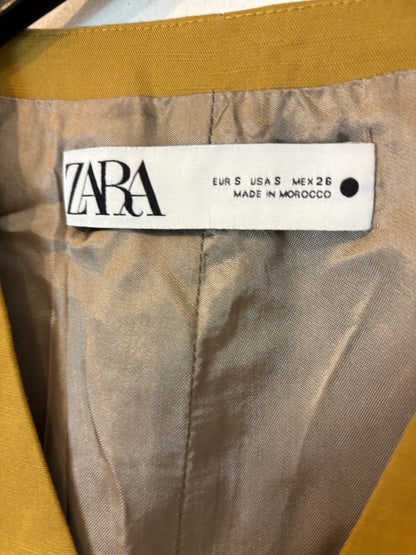 ZARA
EUR S USA S MEX 26
MADE IN MOROCCO